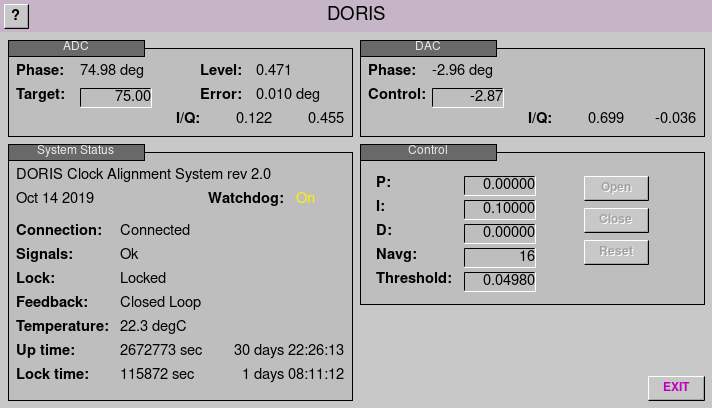 ?
DORIS
ADC
Phase: 74.98 deg Level: 0.471
Target: 75.00 Error: 0.010 deg
I/Q: 0.122 0.455
DAC
Phase: -2.96 deg
Control: -2.87
I/Q: 0.699 -0.036
System Status
DORIS Clock Alignment System rev 2.0
Oct 14 2019 Watchdog: On
Connection: Connected
Signals: Ok
Lock: Locked
Feedback: Closed Loop
Temperature: 22.3 degC
Up time: 2672773 sec 30 days 22:26:13
Lock time: 115872 sec 1 days 08:11:12
Control
P: 0.00000
I: 0.10000
D: 0.00000
Navg: 16
Threshold: 0.04980
Open
Close
Reset
EXIT